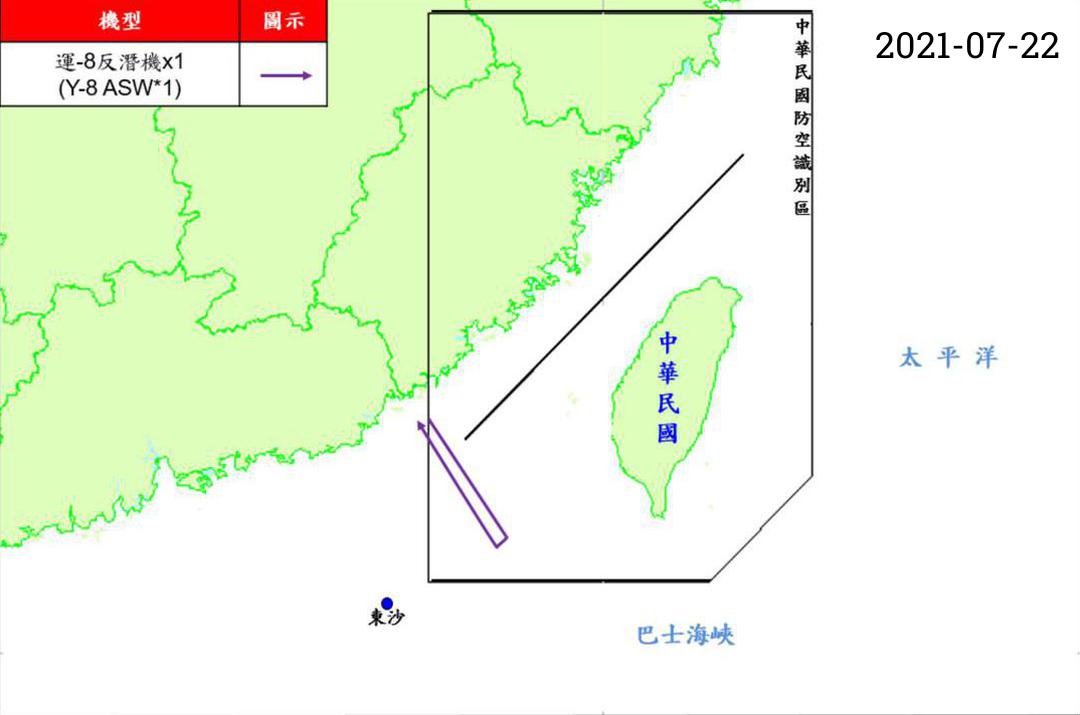 機型
圖示
運-8反潛機x1
(Y-8 ASW*1)
2021-07-22
中華民國防空識別區
中華民國
太平洋
東沙
巴士海峽